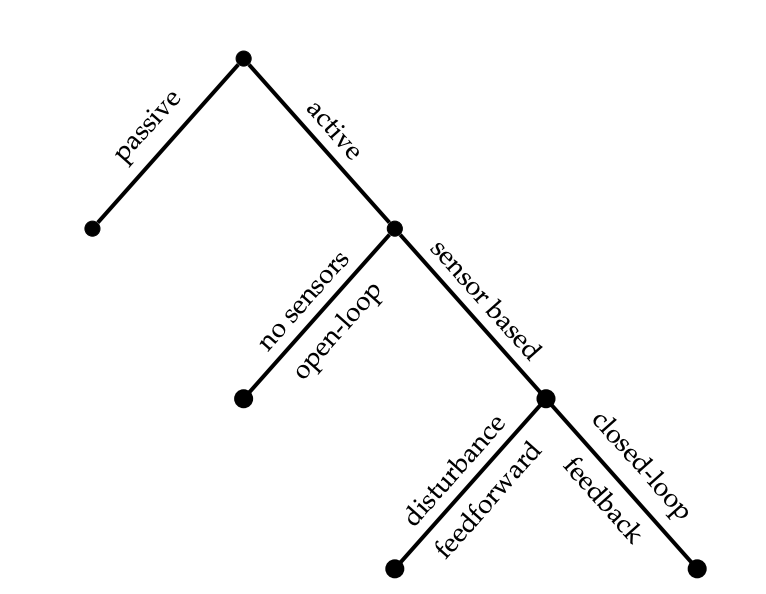 passive
active
no sensors
open-loop
sensor based
disturbance
feedforward
closed-loop
feedback